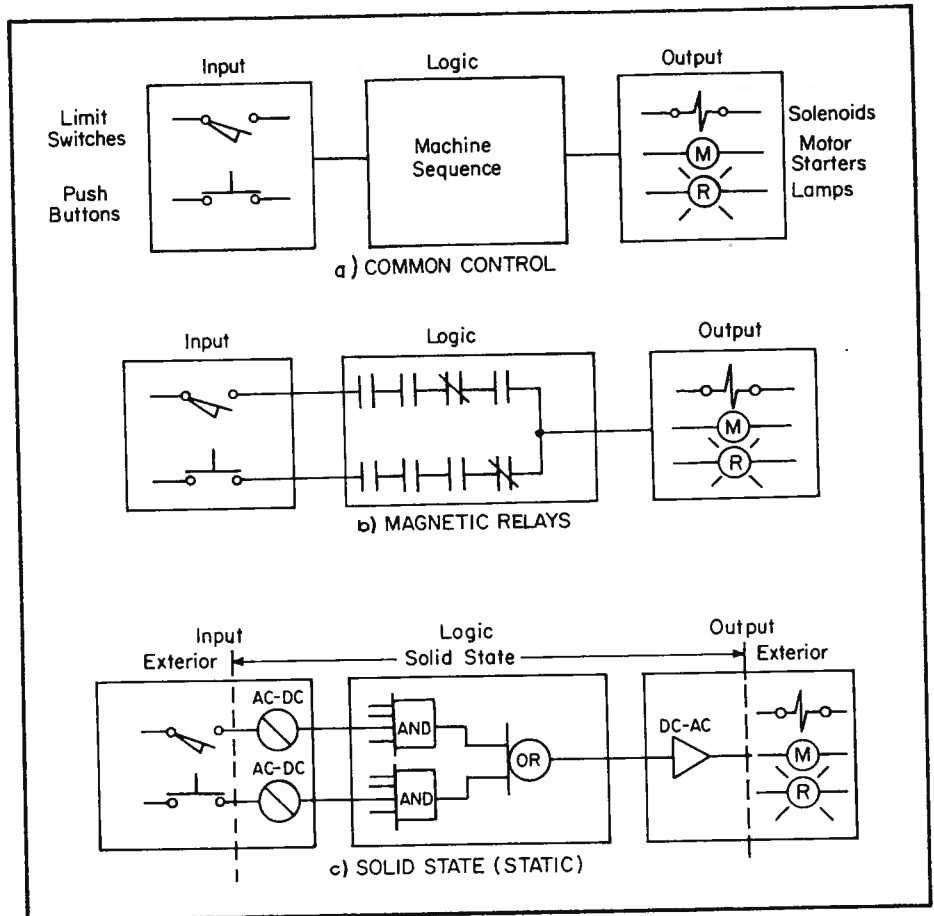 Input
Logic
Output
Limit
Switches
Push
Buttons
Machine
Sequence
Solenoids
M
Motor
Starters
R
Lamps
a) COMMON CONTROL
Input
Logic
Output
M
R
b) MAGNETIC RELAYS
Input
Logic
Output
Exterior
Solid State
Exterior
AC-DC
AC-DC
AND
AND
OR
DC-AC
M
R
c) SOLID STATE (STATIC)